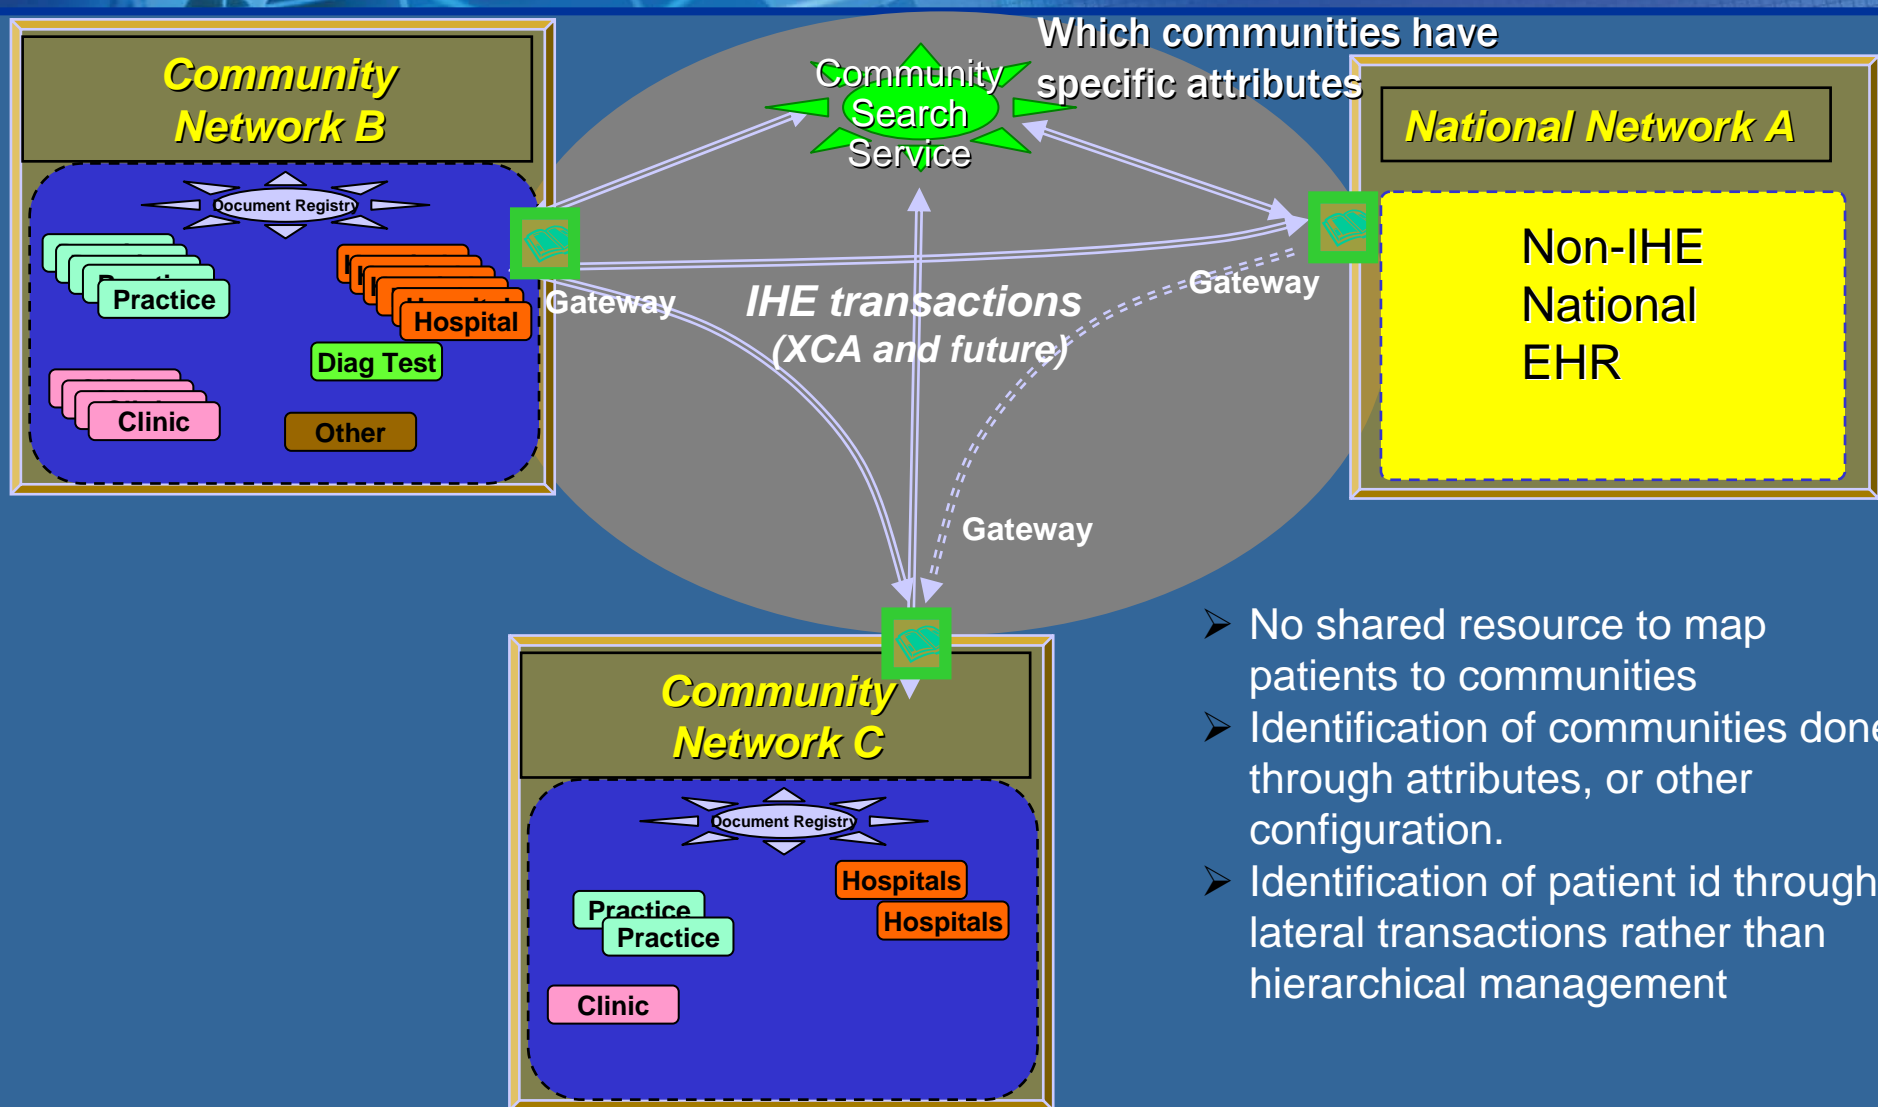 Which communities have
specific attributes
Community
Network B
Community
Search
Service
National Network A
Document Registry
Practice
Hospital
Hospital
Practice
Diag Test
Clinic
Other
Gateway
IHE transactions
(XCA and future)
Gateway
Non-IHE
National
EHR
Gateway
Community
Network C
Document Registry
Hospitals
Hospitals
Practice
Practice
Clinic
➢ No shared resource to map
patients to communities
➢ Identification of communities done
through attributes, or other
configuration.
➢ Identification of patient id through
lateral transactions rather than
hierarchical management